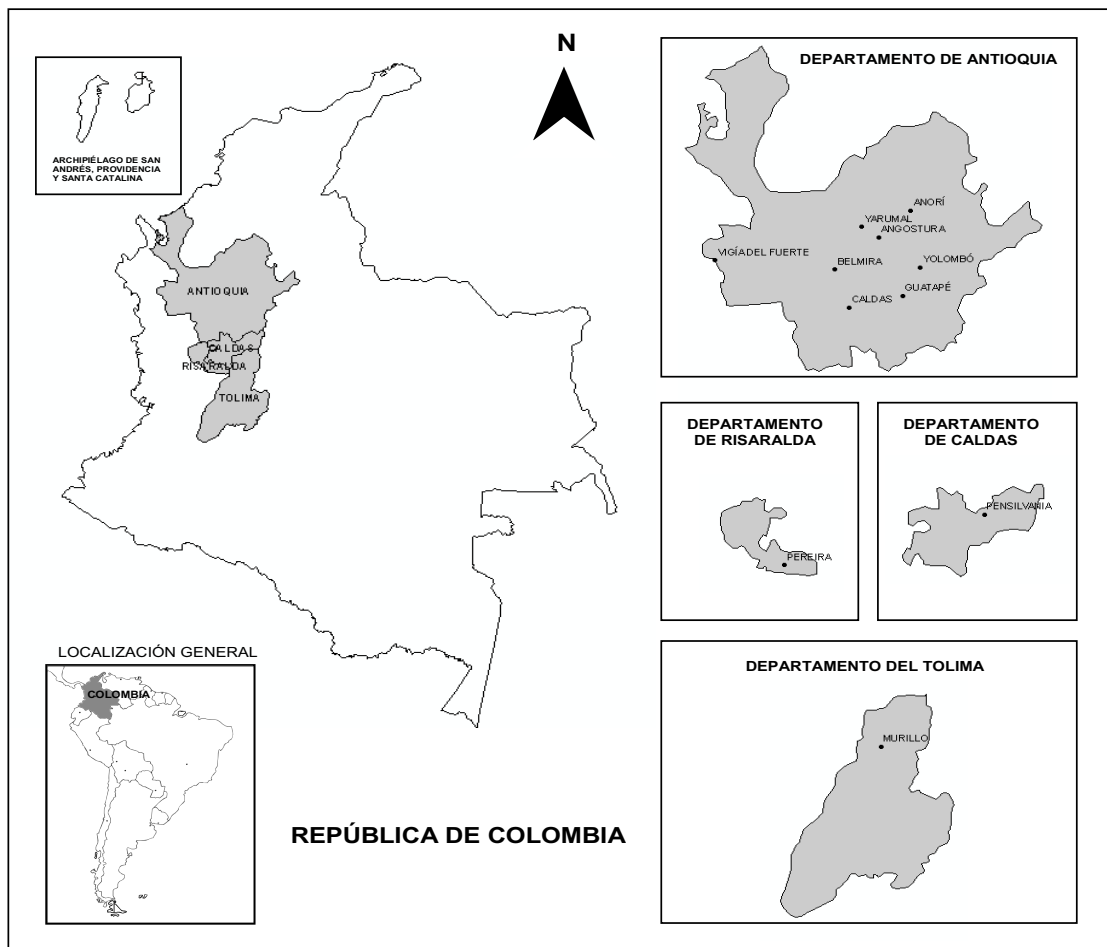 N
ARCHIPIÉLAGO DE SAN
ANDRÉS, PROVIDENCIA
Y SANTA CATALINA
ANTIOQUIA
CALDAS
RISARALDA
TOLIMA
DEPARTAMENTO DE ANTIOQUIA
ANORÍ
YARUMAL
ANGOSTURA
VIGÍA DEL FUERTE
BELMIRA
YOLOMBÓ
GUATAPÉ
CALDAS
DEPARTAMENTO
DE RISARALDA
PEREIRA
DEPARTAMENTO
DE CALDAS
PENSILVANIA
LOCALIZACIÓN GENERAL
COLOMBIA
DEPARTAMENTO DEL TOLIMA
MURILLO
REPÚBLICA DE COLOMBIA